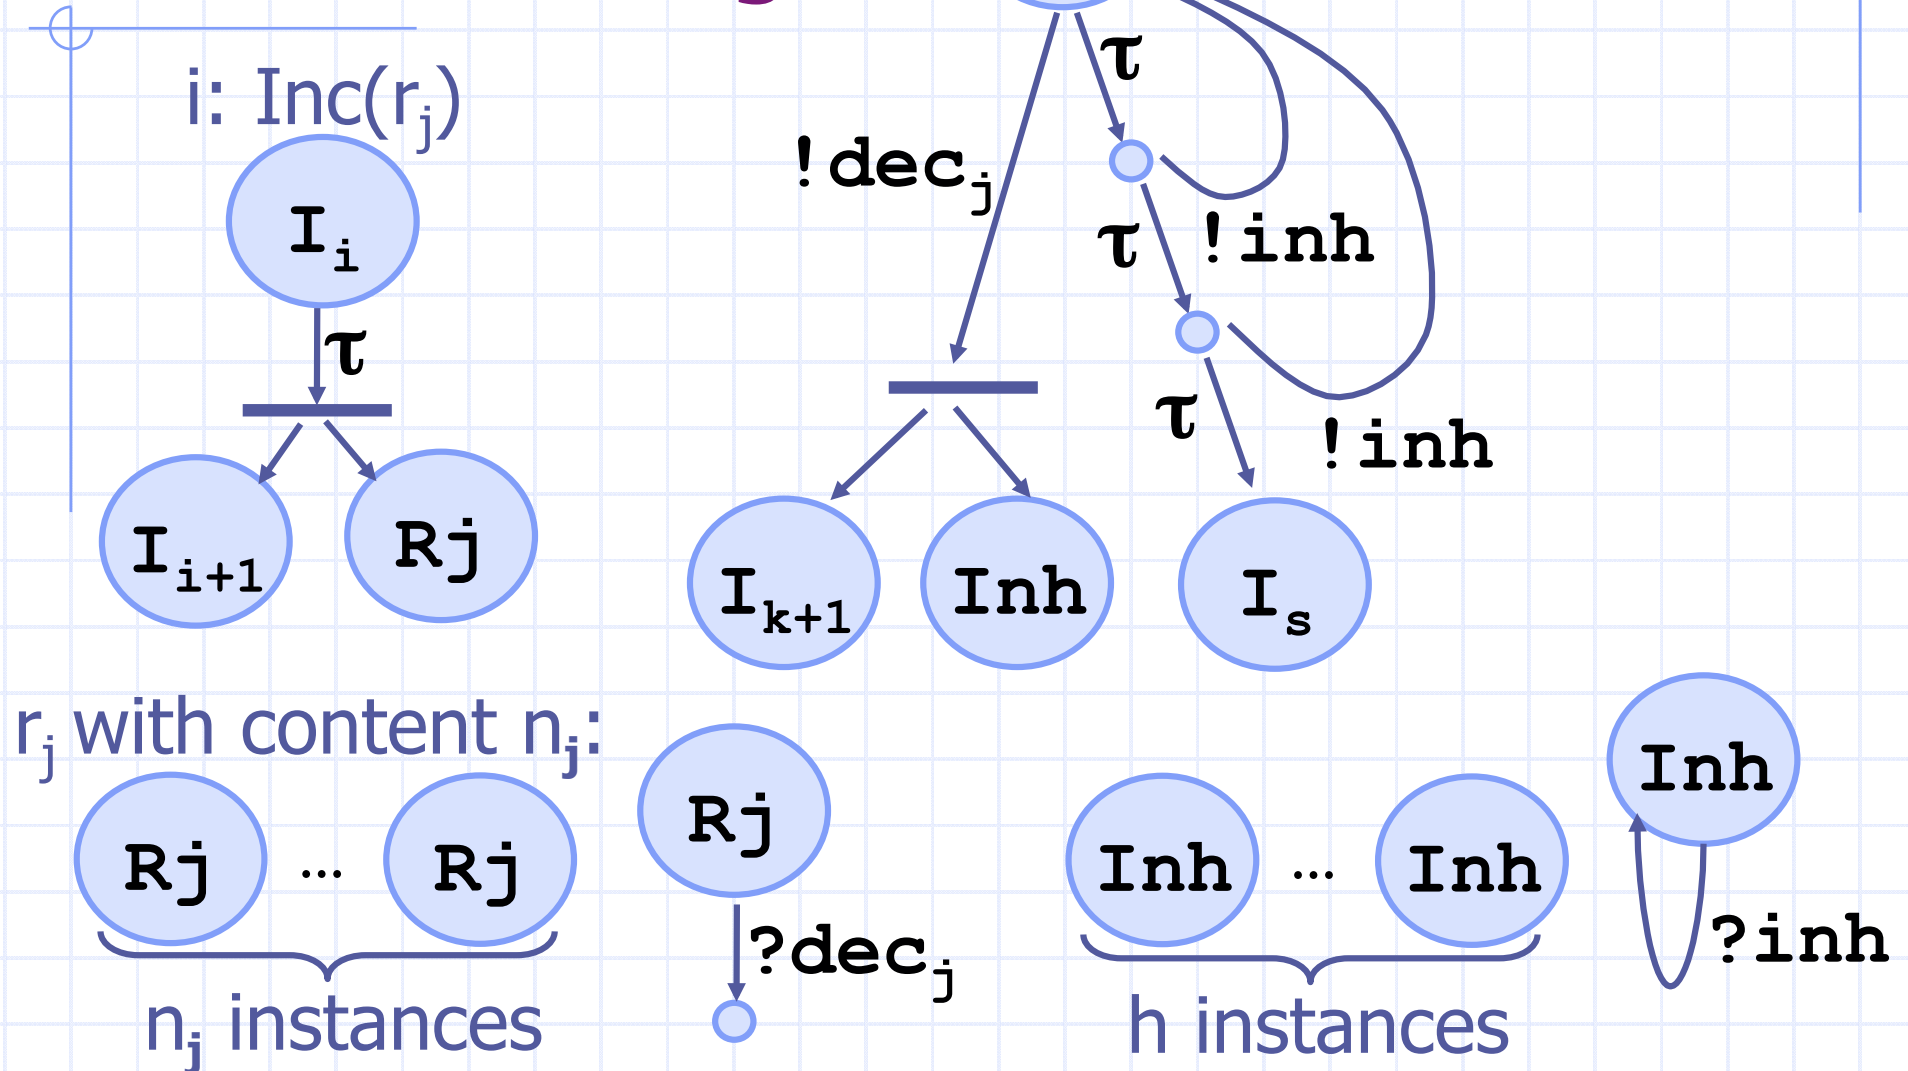 i: Inc(rj)
Ii
τ
Ii+1
Rj
!decj
τ
τ
!inh
τ
!inh
Ik+1
Inh
Is
rj with content nj:
Rj
...
Rj
nj instances
Rj
?decj
Inh
...
Inh
h instances
Inh
?inh